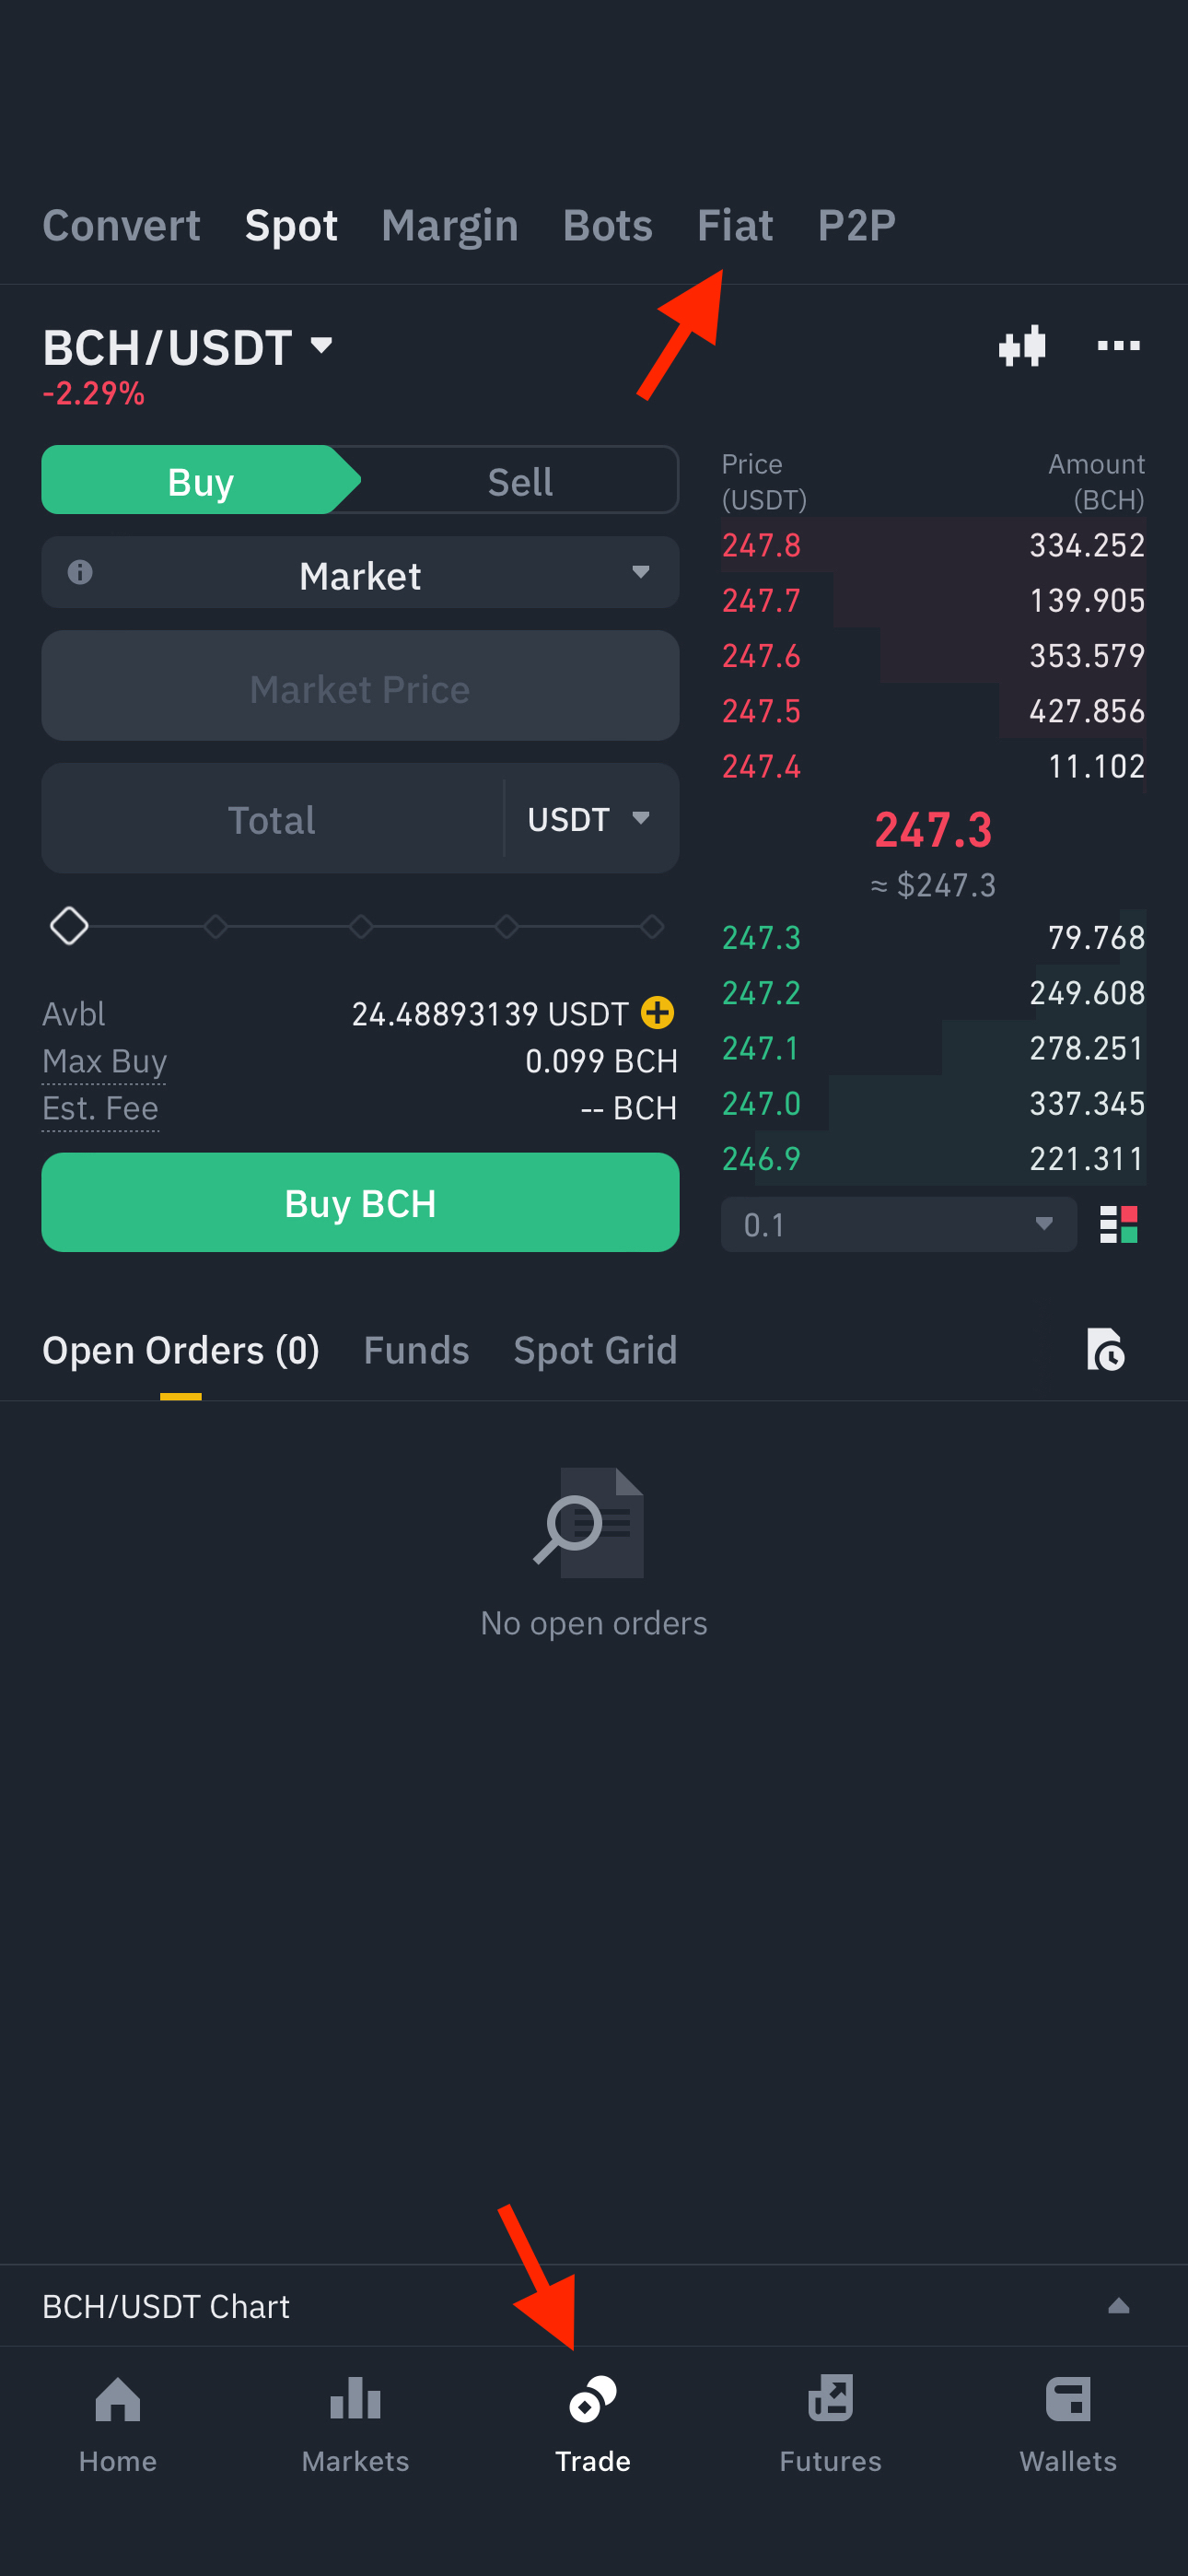 Convert Spot Margin Bots Fiat P2P
BCH/USDT
-2.29%
Buy Sell
Market
Market Price
Total USDT
Avbl 24.48893139 USDT
Max Buy 0.099 BCH
Est. Fee -- BCH
Buy BCH
Price Amount
(USDT) (BCH)
247.8 334.252
247.7 139.905
247.6 353.579
247.5 427.856
247.4 11.102
247.3
≈ $247.3
247.3 79.768
247.2 249.608
247.1 278.251
247.0 337.345
246.9 221.311
0.1
Open Orders (0) Funds Spot Grid
No open orders
BCH/USDT Chart
Home Markets Trade Futures Wallets